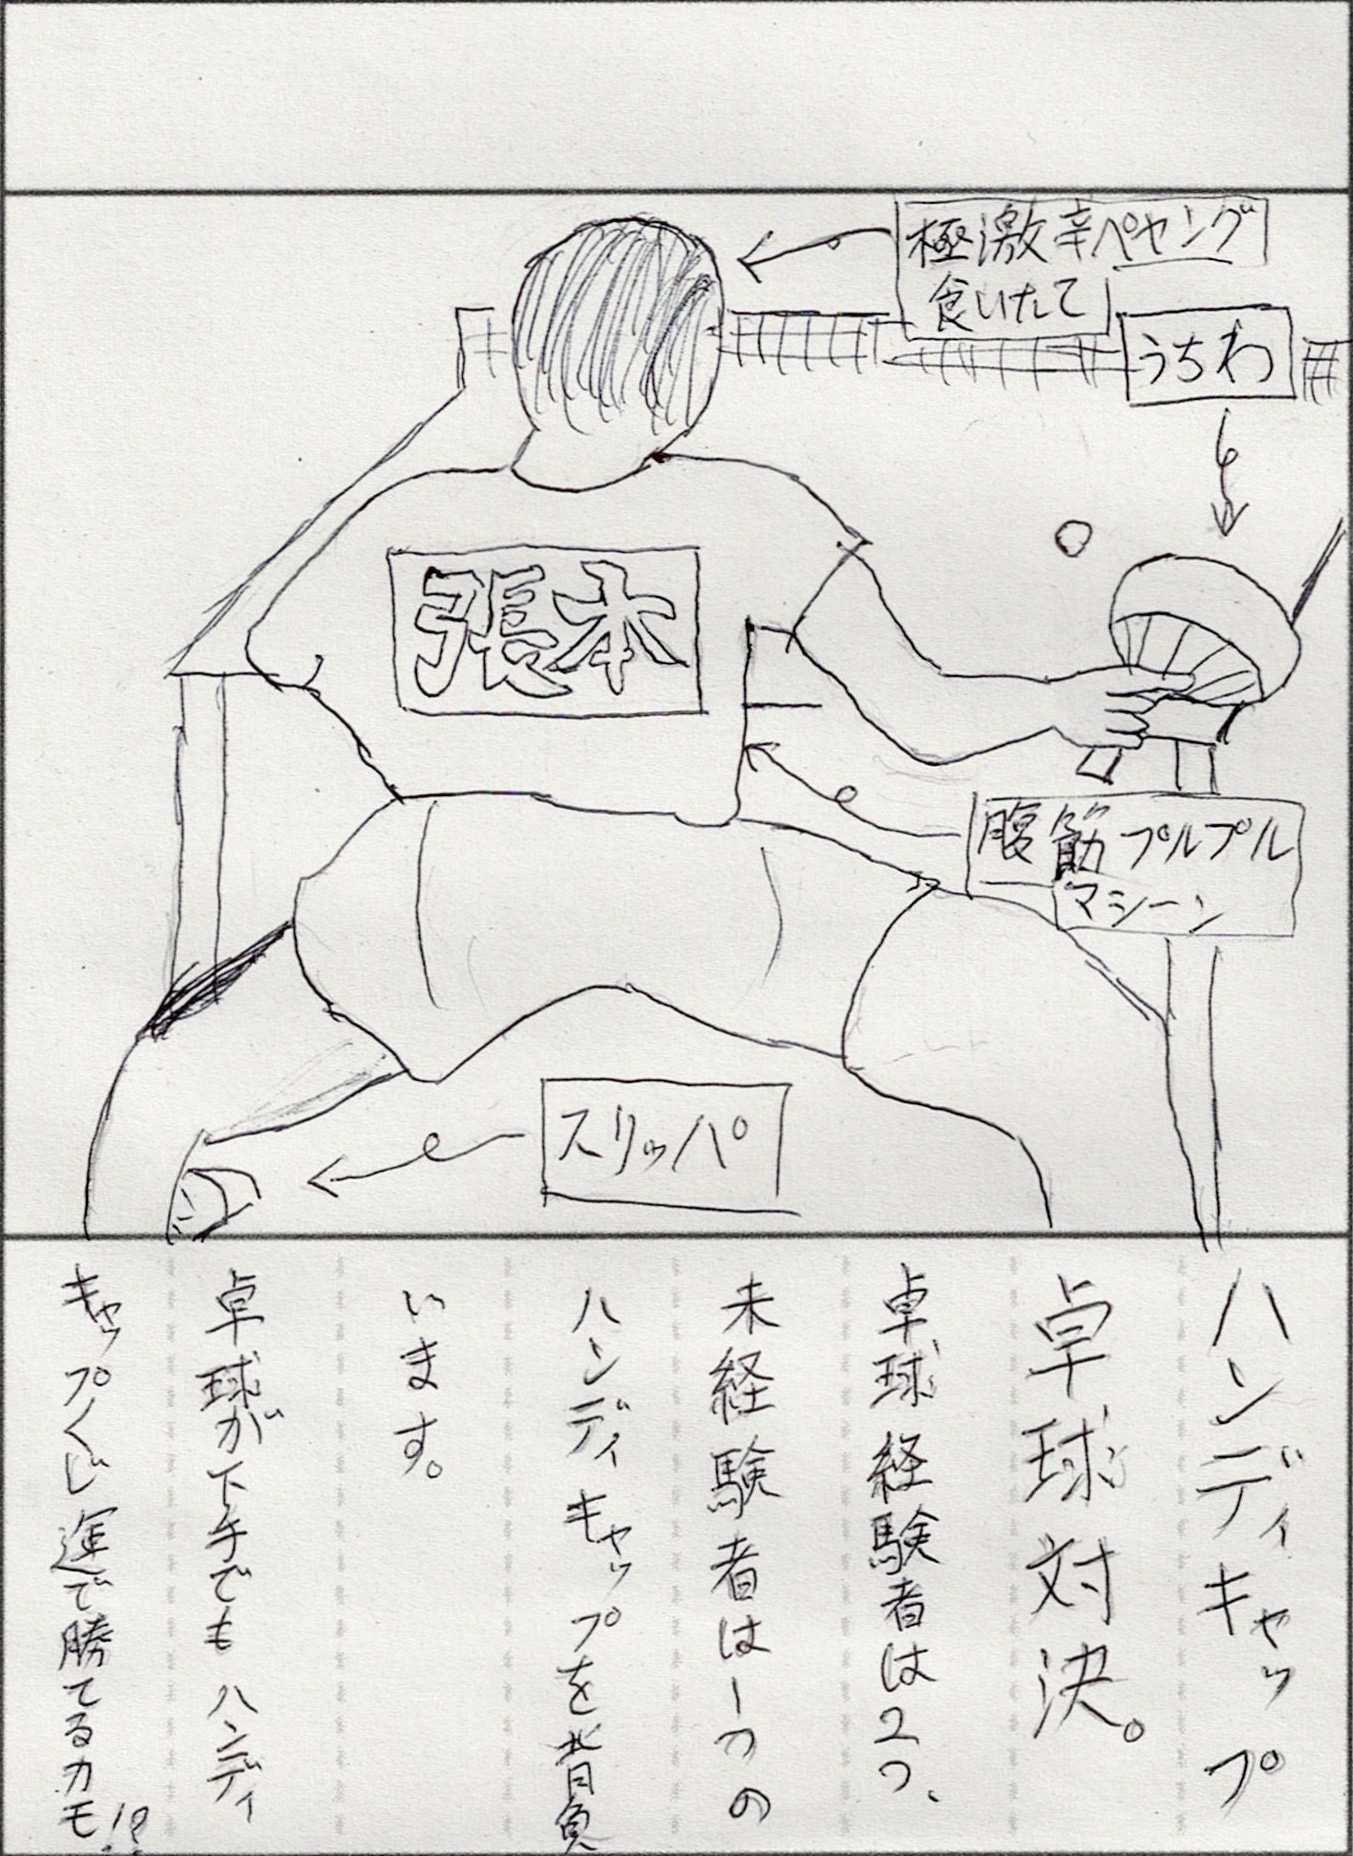 極激辛ペヤング
食いたて
うちわ
張本
腹筋プルプル
マシーン
スリッパ
ハンディキャップ
卓球対決。
卓球経験者は2つ、
未経験者は1つの
ハンディキャップを背負
います。
卓球が下手でもハンディ
キャップくじ運で勝てるカモ!?